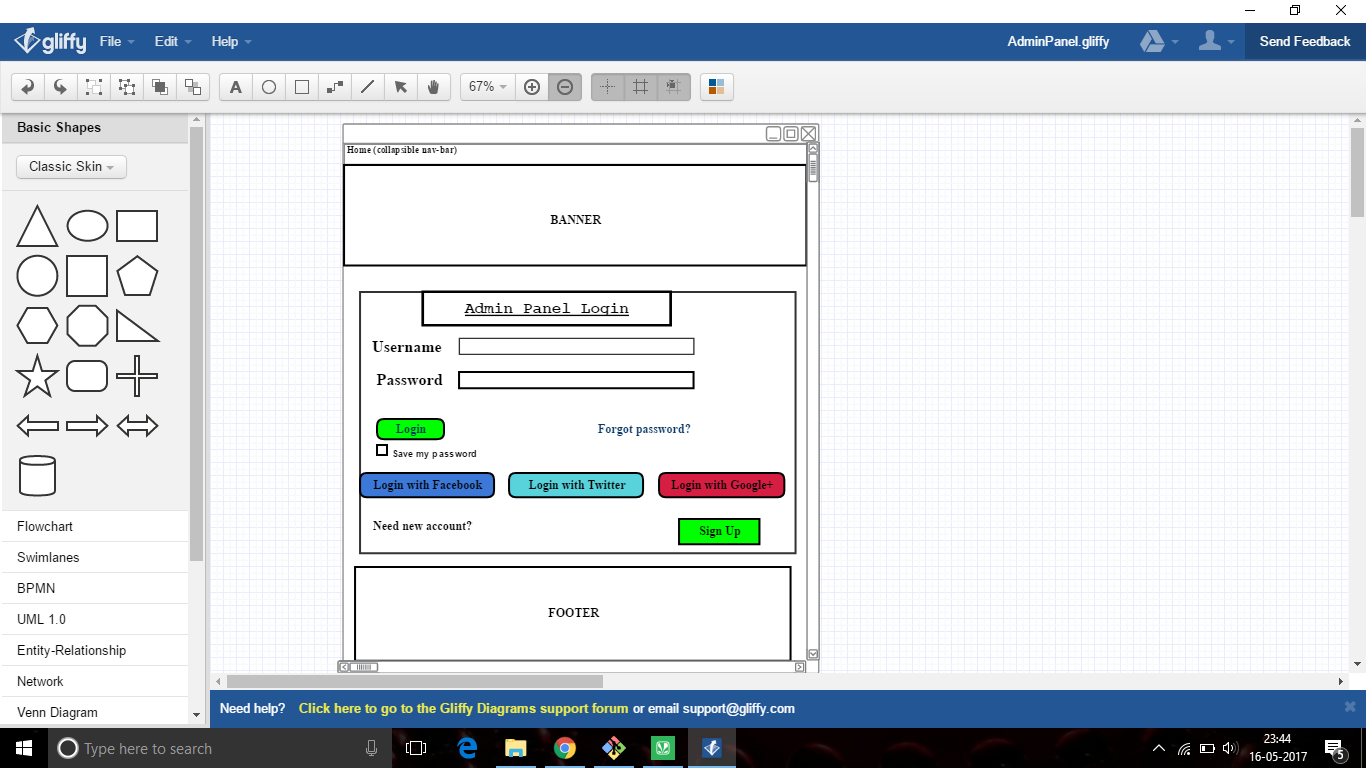 gliffy File Edit Help AdminPanel.gliffy Send Feedback
A 67%
Basic Shapes
Classic Skin
Flowchart
Swimlanes
BPMN
UML 1.0
Entity-Relationship
Network
Venn Diagram
Home (collapsible nav-bar)
BANNER
Admin Panel Login
Username
Password
Login Forgot password?
Save my password
Login with Facebook Login with Twitter Login with Google+
Need new account? Sign Up
FOOTER
Need help? Click here to go to the Gliffy Diagrams support forum or email support@gliffy.com
Type here to search
23:44
16-05-2017
5